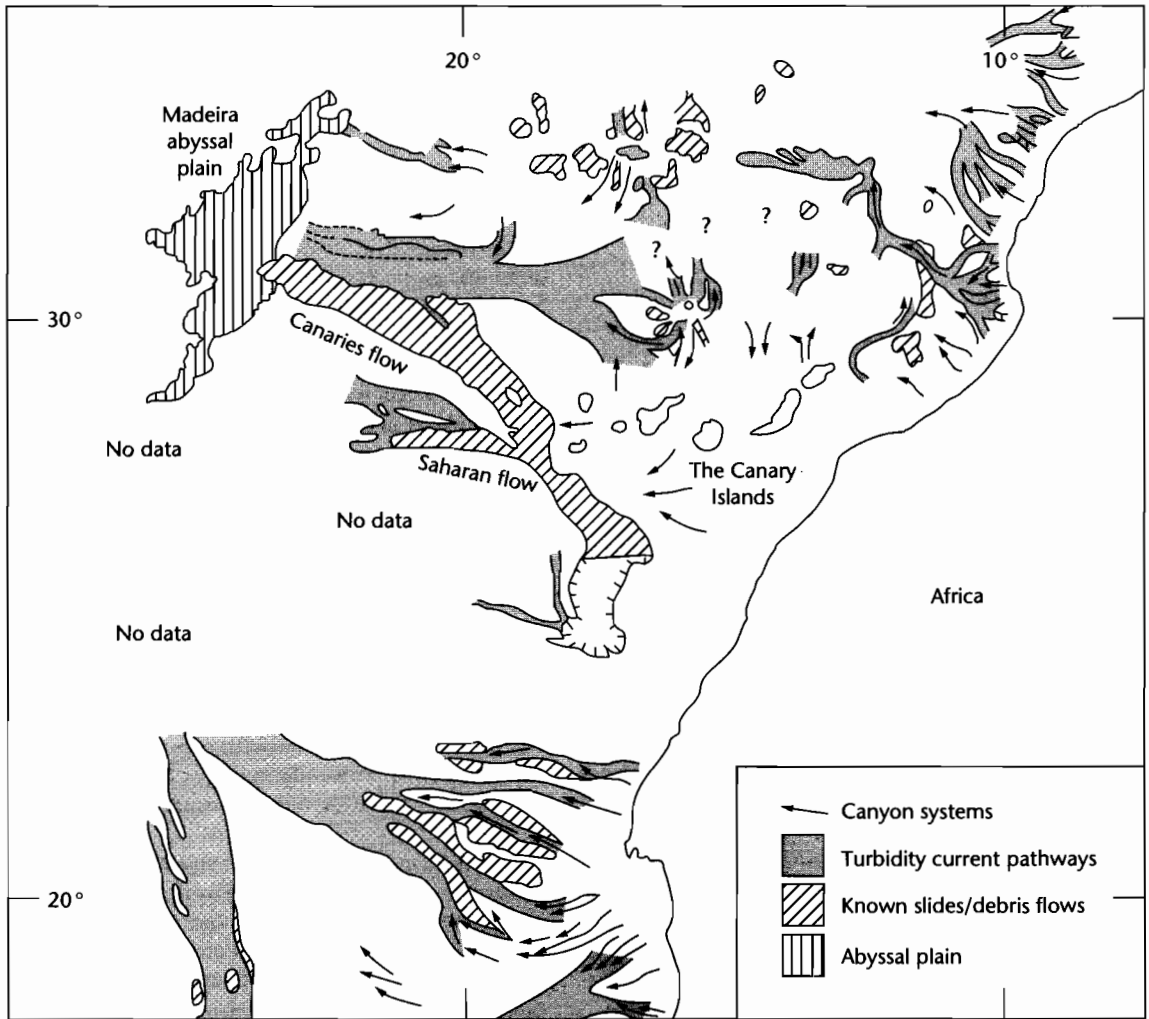 20°
10°
Madeira
abyssal
plain
?
?
?
30°
Canaries flow
No data
Saharan flow
The Canary
Islands
No data
Africa
No data
20°
Canyon systems
Turbidity current pathways
Known slides/debris flows
Abyssal plain